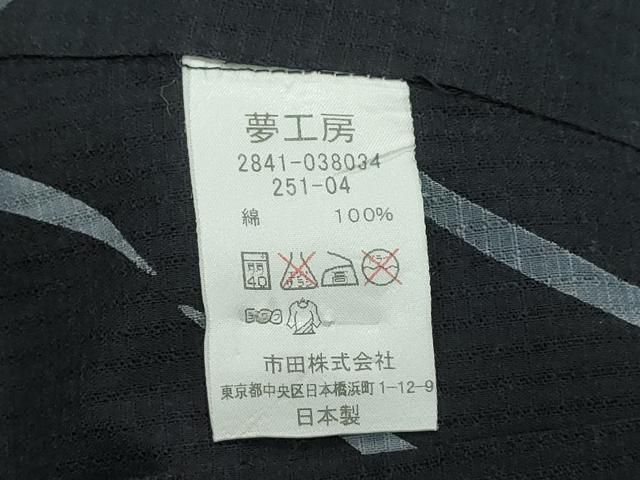 夢工房
2841-038034
251-04
綿 100%
40 高
市田株式会社
東京都中央区日本橋浜町1-12-9
日本製